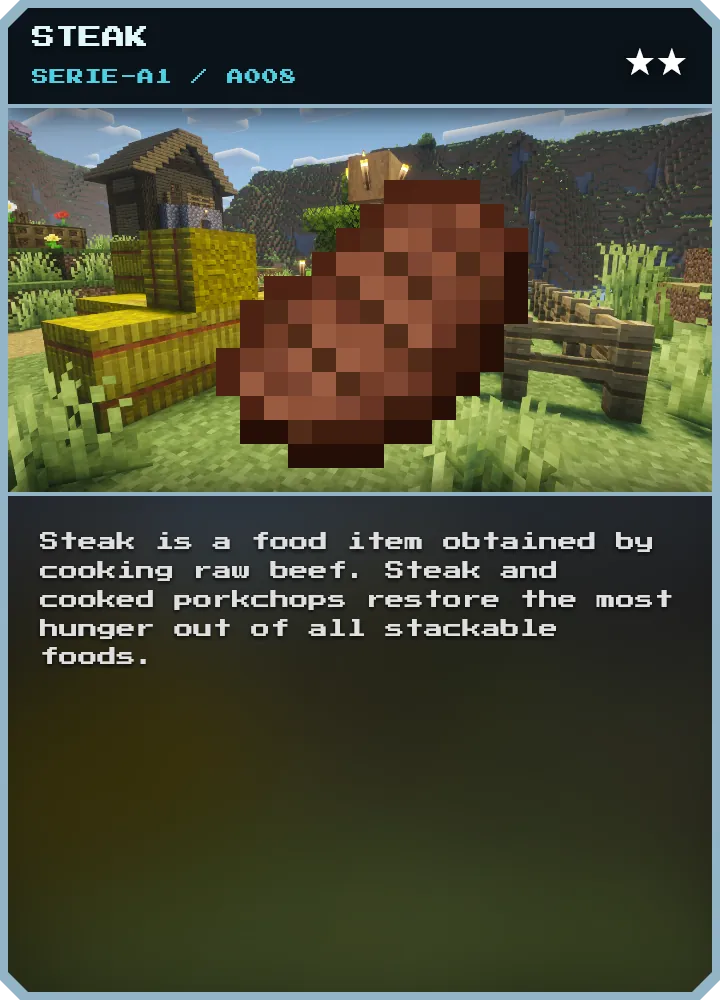 STEAK
SERIE-A1 / A008
Steak is a food item obtained by
cooking raw beef. Steak and
cooked porkchops restore the most
hunger out of all stackable
foods.